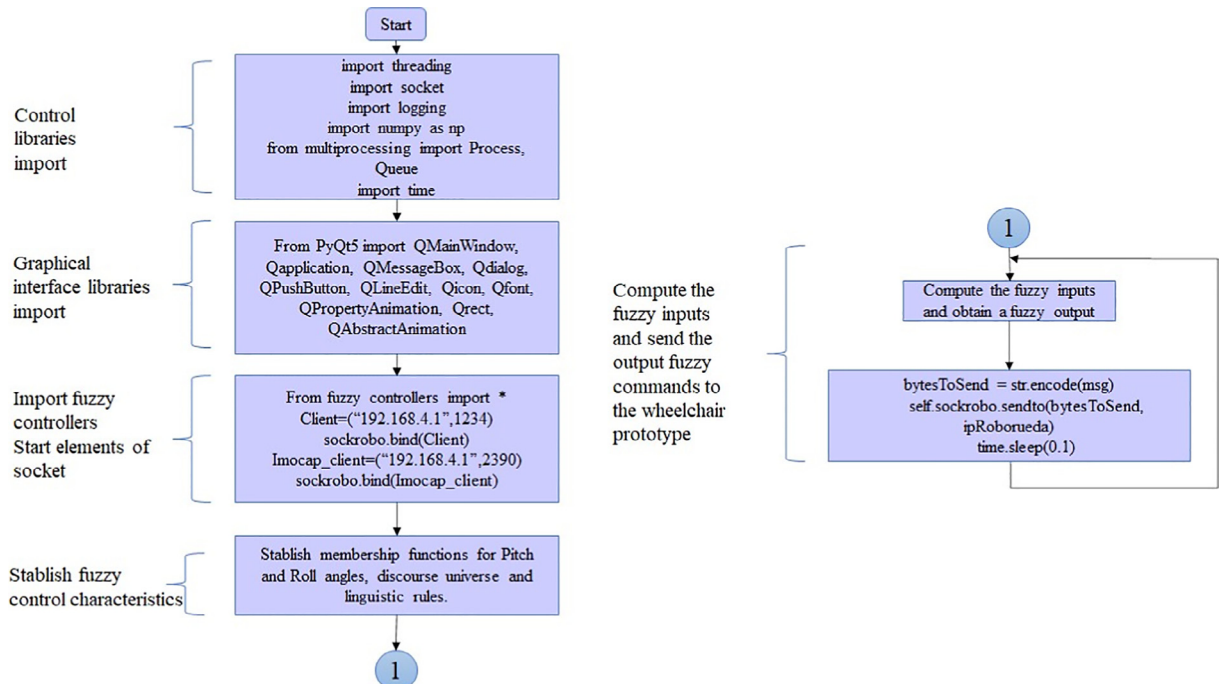 Start
Control
libraries
import
import threading
import socket
import logging
import numpy as np
from multiprocessing import Process,
Queue
import time
Graphical
interface libraries
import
From PyQt5 import QMainWindow,
Qapplication, QMessageBox, Qdialog,
QPushButton, QLineEdit, Qicon, Qfont,
QPropertyAnimation, Qrect,
QAbstractAnimation
Import fuzzy
controllers
Start elements of
socket
From fuzzy controllers import *
Client=(“192.168.4.1”,1234)
sockrobo.bind(Client)
Imocap_client=(“192.168.4.1”,2390)
sockrobo.bind(Imocap_client)
Stablish fuzzy
control characteristics
Stablish membership functions for Pitch
and Roll angles, discourse universe and
linguistic rules.
1
1
Compute the
fuzzy inputs
and send the
output fuzzy
commands to
the wheelchair
prototype
Compute the fuzzy inputs
and obtain a fuzzy output
bytesToSend = str.encode(msg)
self.sockrobo.sendto(bytesToSend,
ipRoborueda)
time.sleep(0.1)